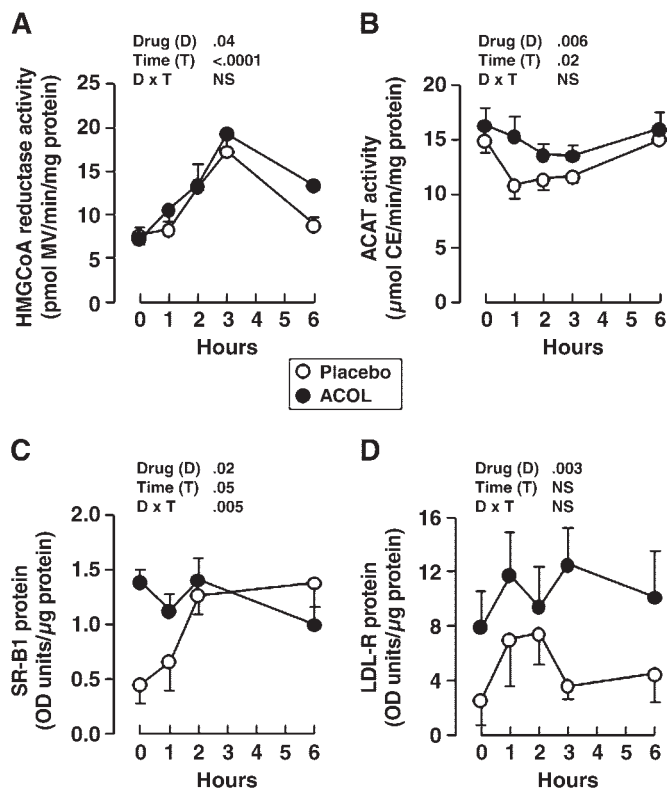 A
Drug (D) .04
Time (T) <.0001
D x T NS
HMGCoA reductase activity
(pmol MV/min/mg protein)
25
20
15
10
5
0
0 1 2 3 4 5 6
Hours
B
Drug (D) .006
Time (T) .02
D x T NS
ACAT activity
(µmol CE/min/mg protein)
20
15
10
5
0
0 1 2 3 4 5 6
Hours
Placebo
ACOL
C
Drug (D) .02
Time (T) .05
D x T .005
SR-B1 protein
(OD units/µg protein)
2.0
1.5
1.0
0.5
0.0
0 1 2 3 4 5 6
Hours
D
Drug (D) .003
Time (T) NS
D x T NS
LDL-R protein
(OD units/µg protein)
16
12
8
4
0
0 1 2 3 4 5 6
Hours